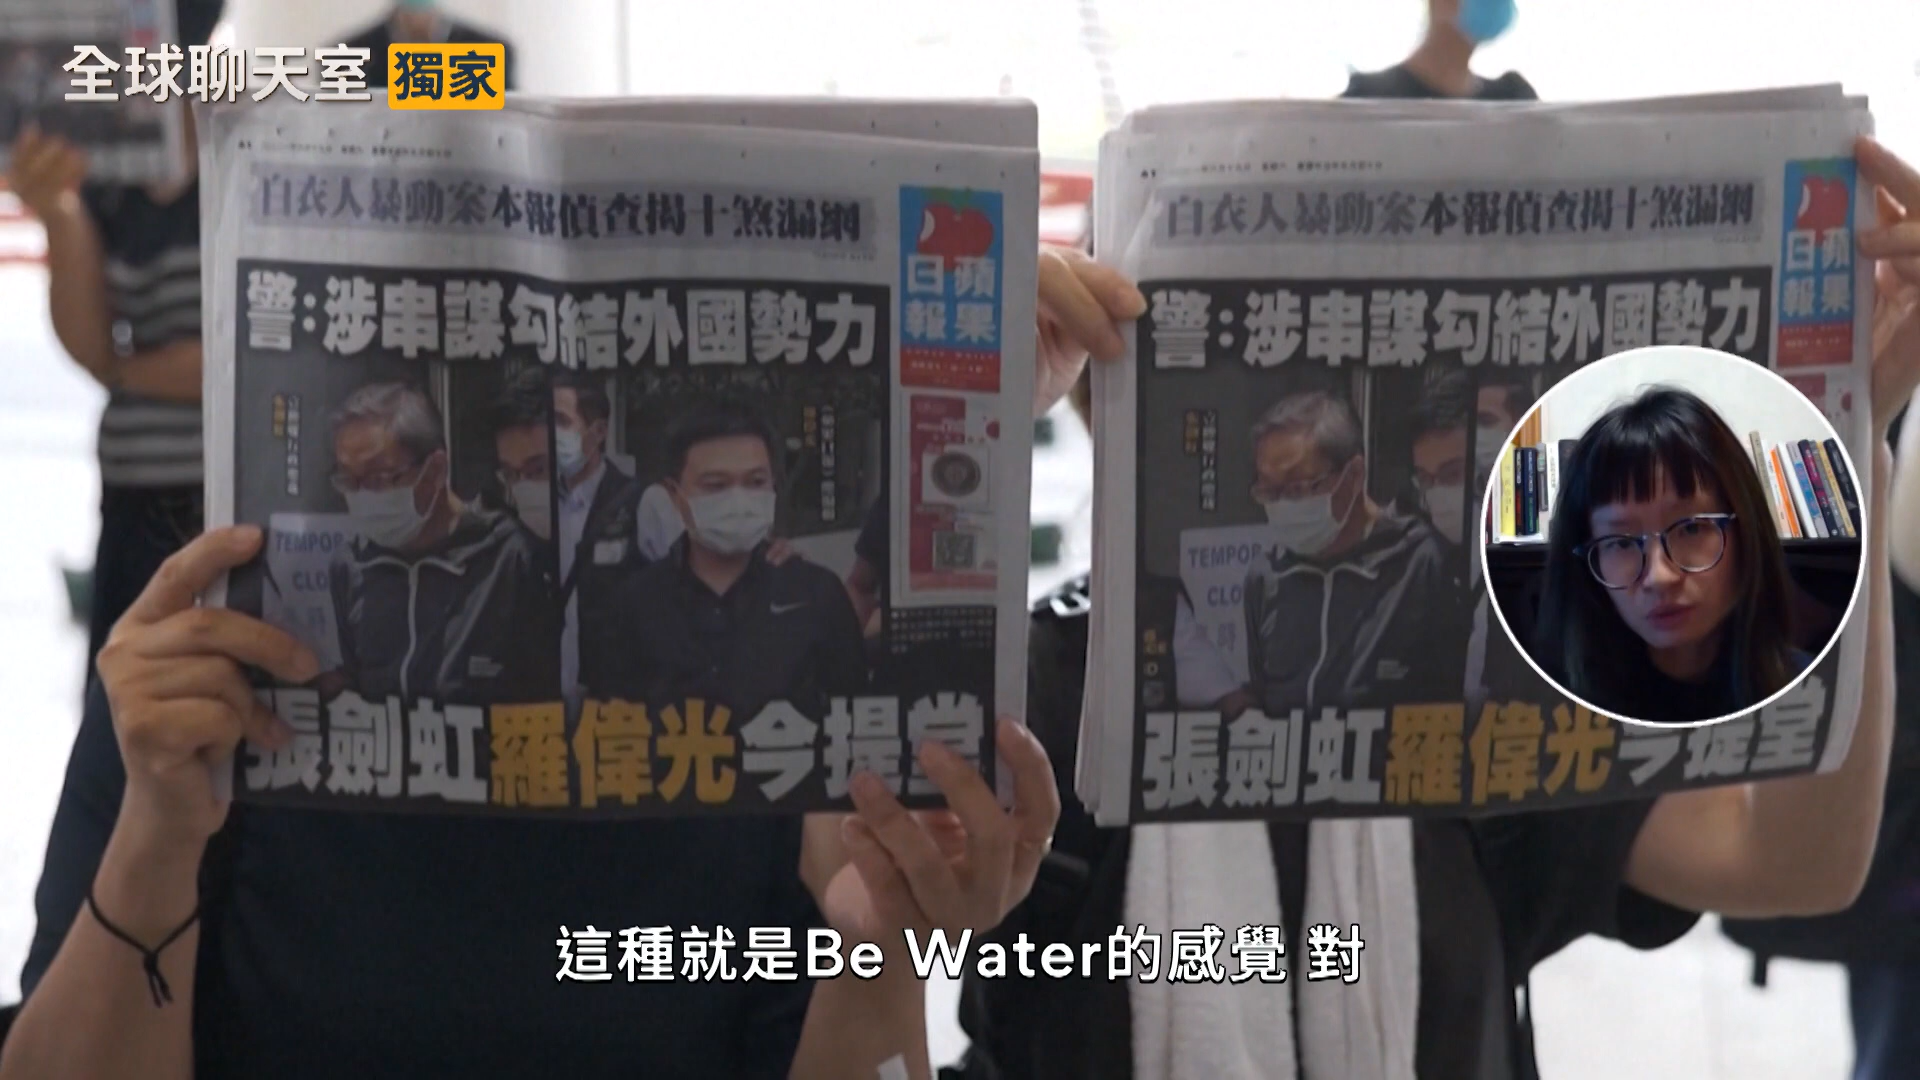 全球聊天室 獨家
白衣人暴動案本報偵查揭十煞漏網
蘋果日報
警:涉串謀勾結外國勢力
TEMPOR
CLO
張劍虹羅偉光今提堂
白衣人暴動案本報偵查揭十煞漏網
蘋果日報
警:涉串謀勾結外國勢力
TEMPOR
CLO
時
張劍虹羅偉光今提堂
這種就是Be Water的感覺 對